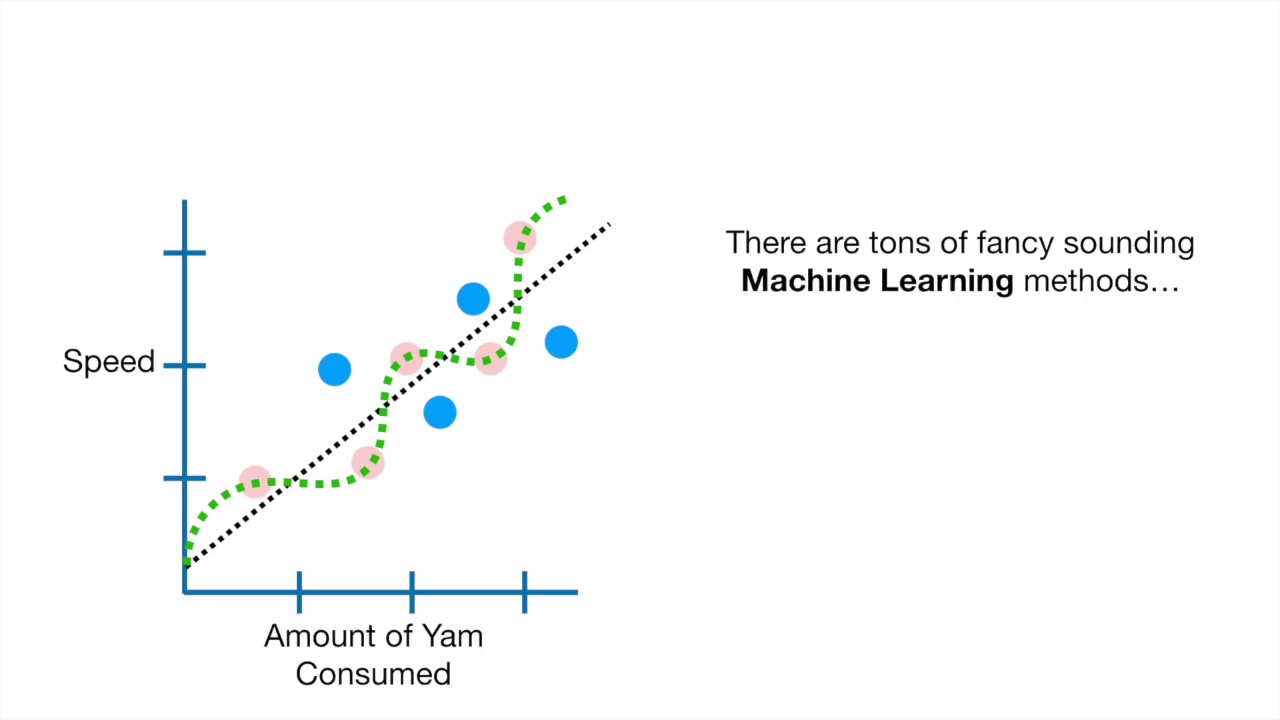 There are tons of fancy sounding
Machine Learning methods…
Speed
Amount of Yam
Consumed